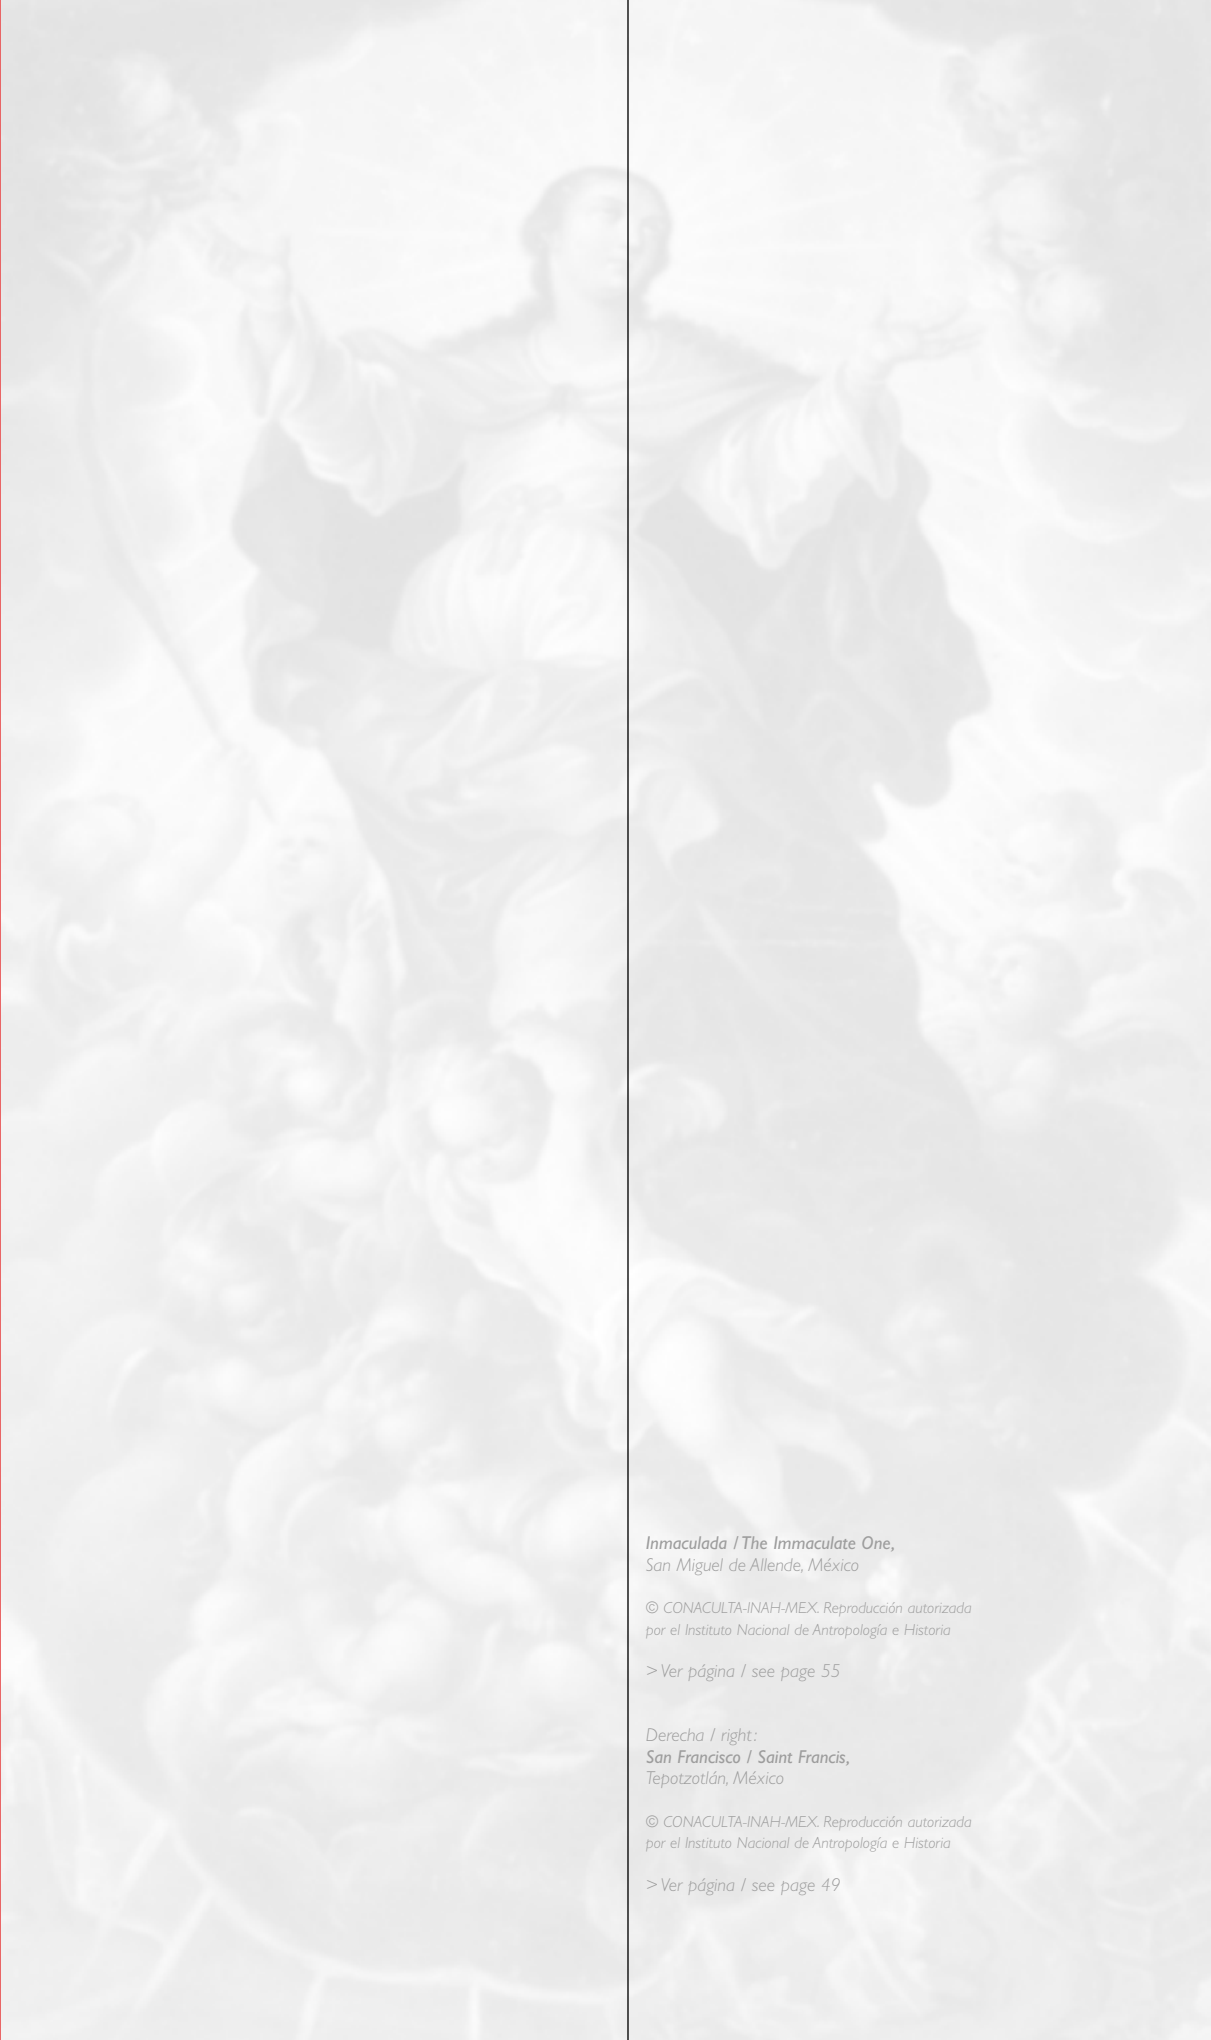 Inmaculada / The Immaculate One,
San Miguel de Allende, México
© CONACULTA-INAH-MEX. Reproducción autorizada
por el Instituto Nacional de Antropología e Historia
> Ver página / see page 55
Derecha / right:
San Francisco / Saint Francis,
Tepotzotlán, México
© CONACULTA-INAH-MEX. Reproducción autorizada
por el Instituto Nacional de Antropología e Historia
> Ver página / see page 49